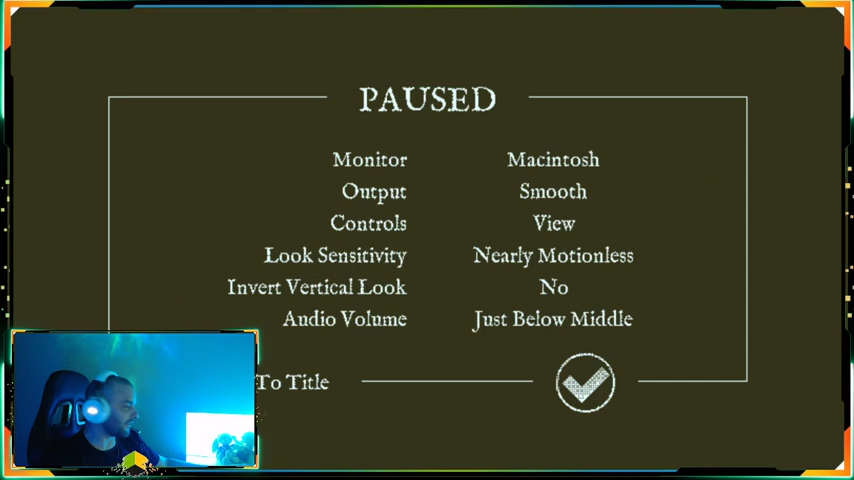 PAUSED
Monitor Macintosh
Output Smooth
Controls View
Look Sensitivity Nearly Motionless
Invert Vertical Look No
Audio Volume Just Below Middle
To Title